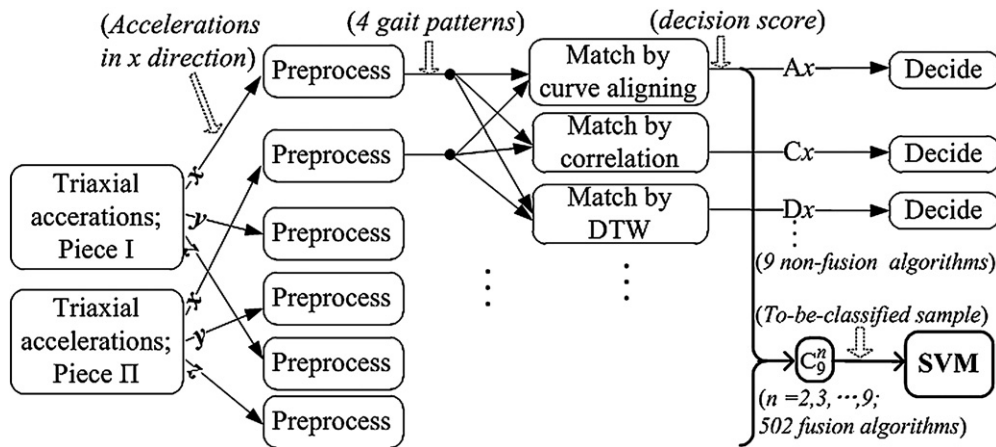 (Accelerations
in x direction)
(4 gait patterns)
(decision score)
Preprocess
Match by
curve aligning
Ax
Decide
Preprocess
Match by
correlation
Cx
Decide
Triaxial
accerations;
Piece I
x
y
z
Preprocess
Match by
DTW
Dx
Decide
(9 non-fusion algorithms)
Triaxial
accelerations;
Piece Π
x
y
z
Preprocess
Preprocess
Preprocess
(To-be-classified sample)
C₉ⁿ
SVM
(n =2,3, ···,9;
502 fusion algorithms)